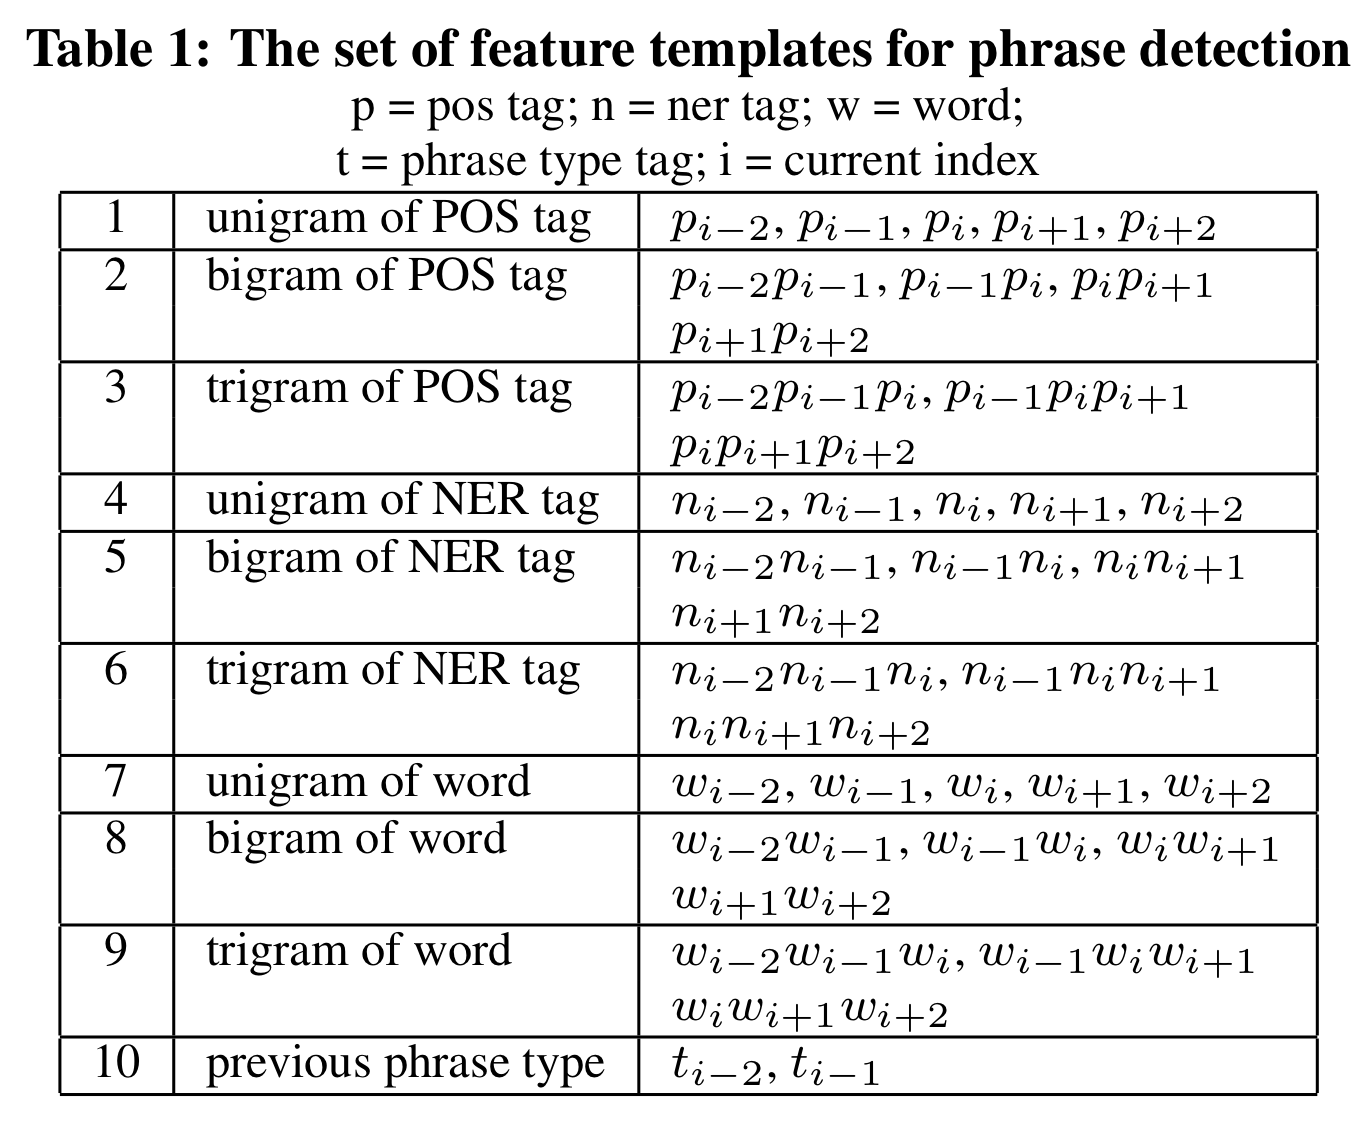 Table 1: The set of feature templates for phrase detection
p = pos tag; n = ner tag; w = word;
t = phrase type tag; i = current index
1 unigram of POS tag p_{i−2}, p_{i−1}, p_i, p_{i+1}, p_{i+2}
2 bigram of POS tag p_{i−2}p_{i−1}, p_{i−1}p_i, p_ip_{i+1}
p_{i+1}p_{i+2}
3 trigram of POS tag p_{i−2}p_{i−1}p_i, p_{i−1}p_ip_{i+1}
p_ip_{i+1}p_{i+2}
4 unigram of NER tag n_{i−2}, n_{i−1}, n_i, n_{i+1}, n_{i+2}
5 bigram of NER tag n_{i−2}n_{i−1}, n_{i−1}n_i, n_in_{i+1}
n_{i+1}n_{i+2}
6 trigram of NER tag n_{i−2}n_{i−1}n_i, n_{i−1}n_in_{i+1}
n_in_{i+1}n_{i+2}
7 unigram of word w_{i−2}, w_{i−1}, w_i, w_{i+1}, w_{i+2}
8 bigram of word w_{i−2}w_{i−1}, w_{i−1}w_i, w_iw_{i+1}
w_{i+1}w_{i+2}
9 trigram of word w_{i−2}w_{i−1}w_i, w_{i−1}w_iw_{i+1}
w_iw_{i+1}w_{i+2}
10 previous phrase type t_{i−2}, t_{i−1}